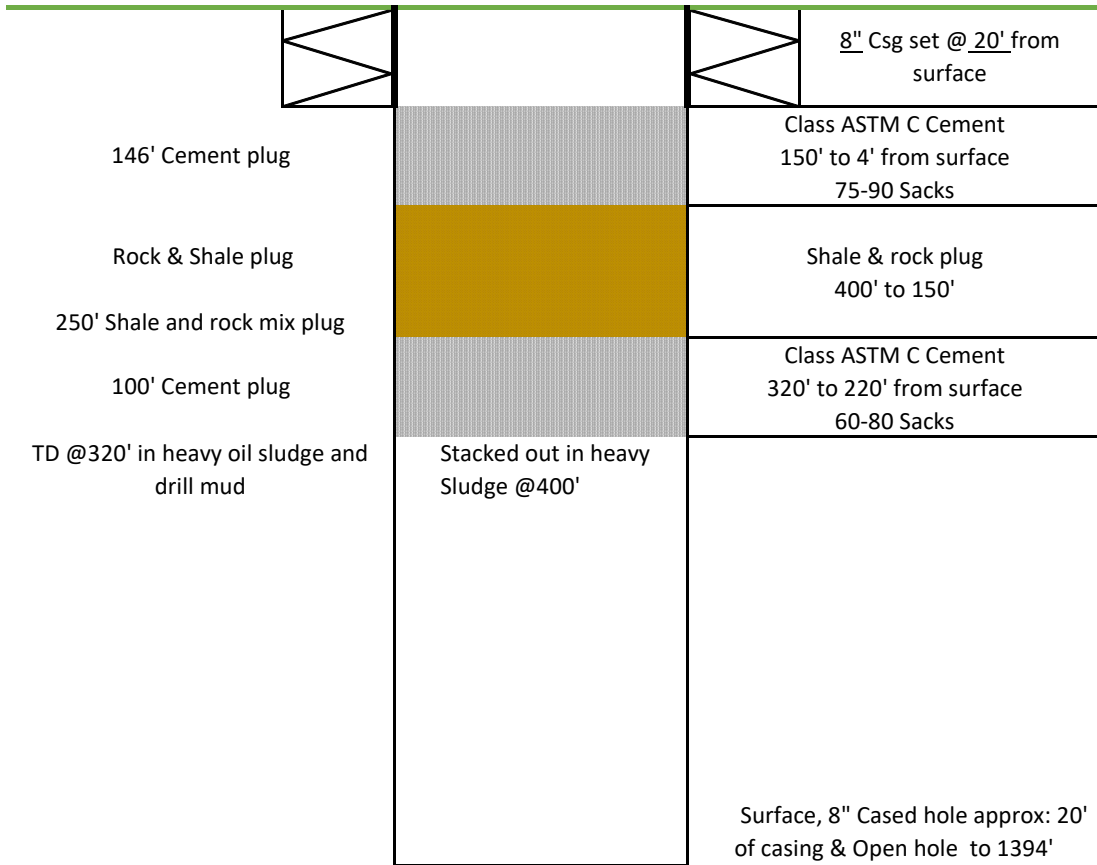 8" Csg set @ 20' from
surface
146' Cement plug
Class ASTM C Cement
150' to 4' from surface
75-90 Sacks
Rock & Shale plug
250' Shale and rock mix plug
Shale & rock plug
400' to 150'
100' Cement plug
Class ASTM C Cement
320' to 220' from surface
60-80 Sacks
TD @320' in heavy oil sludge and
drill mud
Stacked out in heavy
Sludge @400'
Surface, 8" Cased hole approx: 20'
of casing & Open hole to 1394'